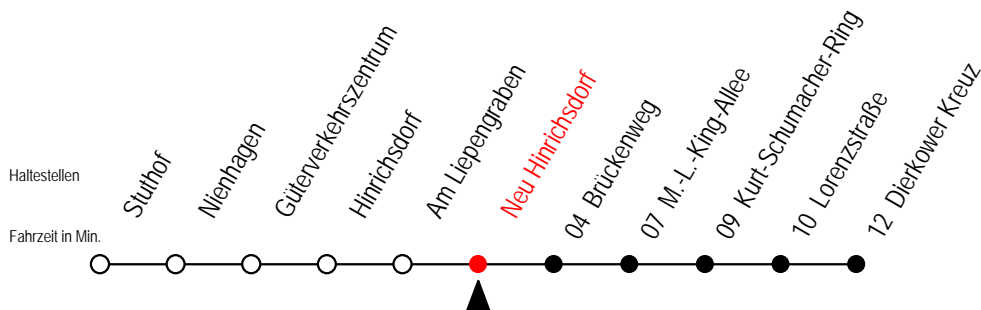 Haltestellen
Fahrzeit in Min.
Stuthof
Nienhagen
Güterverkehrszentrum
Hinrichsdorf
Am Liepengraben
Neu Hinrichsdorf
04 Brückenweg
07 M.-L.-King-Allee
09 Kurt-Schumacher-Ring
10 Lorenzstraße
12 Dierkower Kreuz